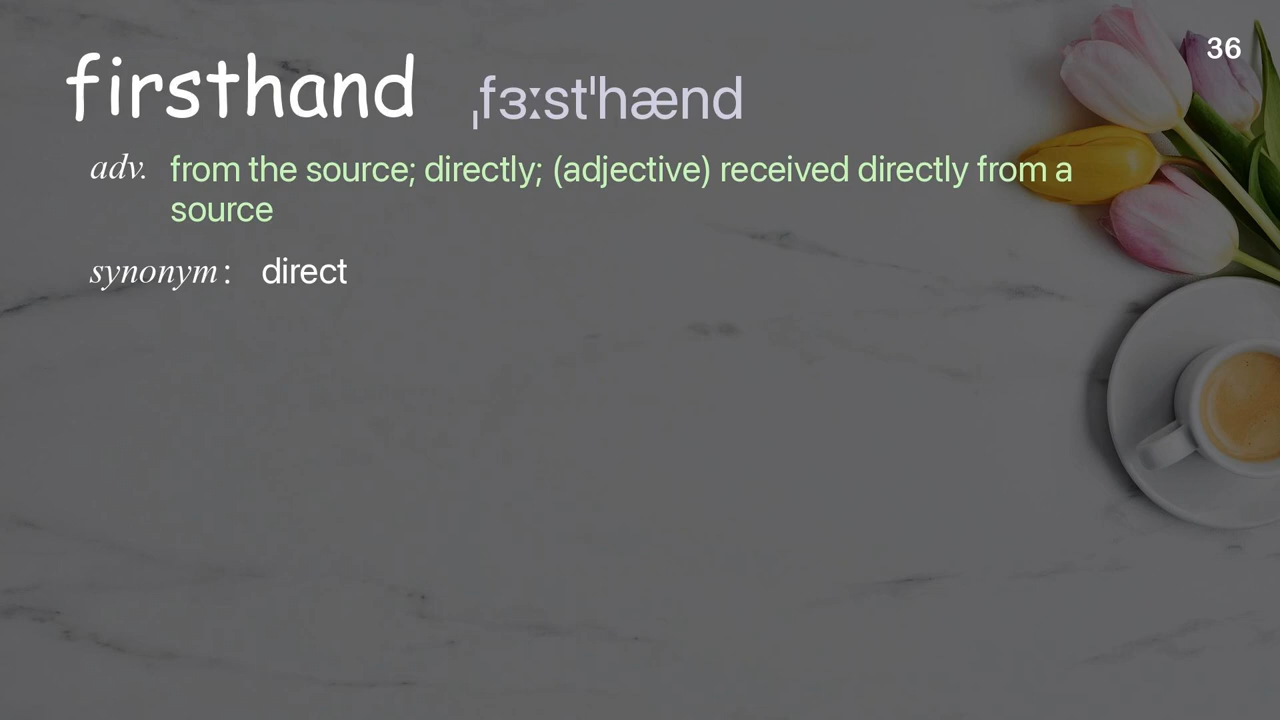 36
firsthand ˌfɜːstˈhænd
adv. from the source; directly; (adjective) received directly from a
source
synonym: direct